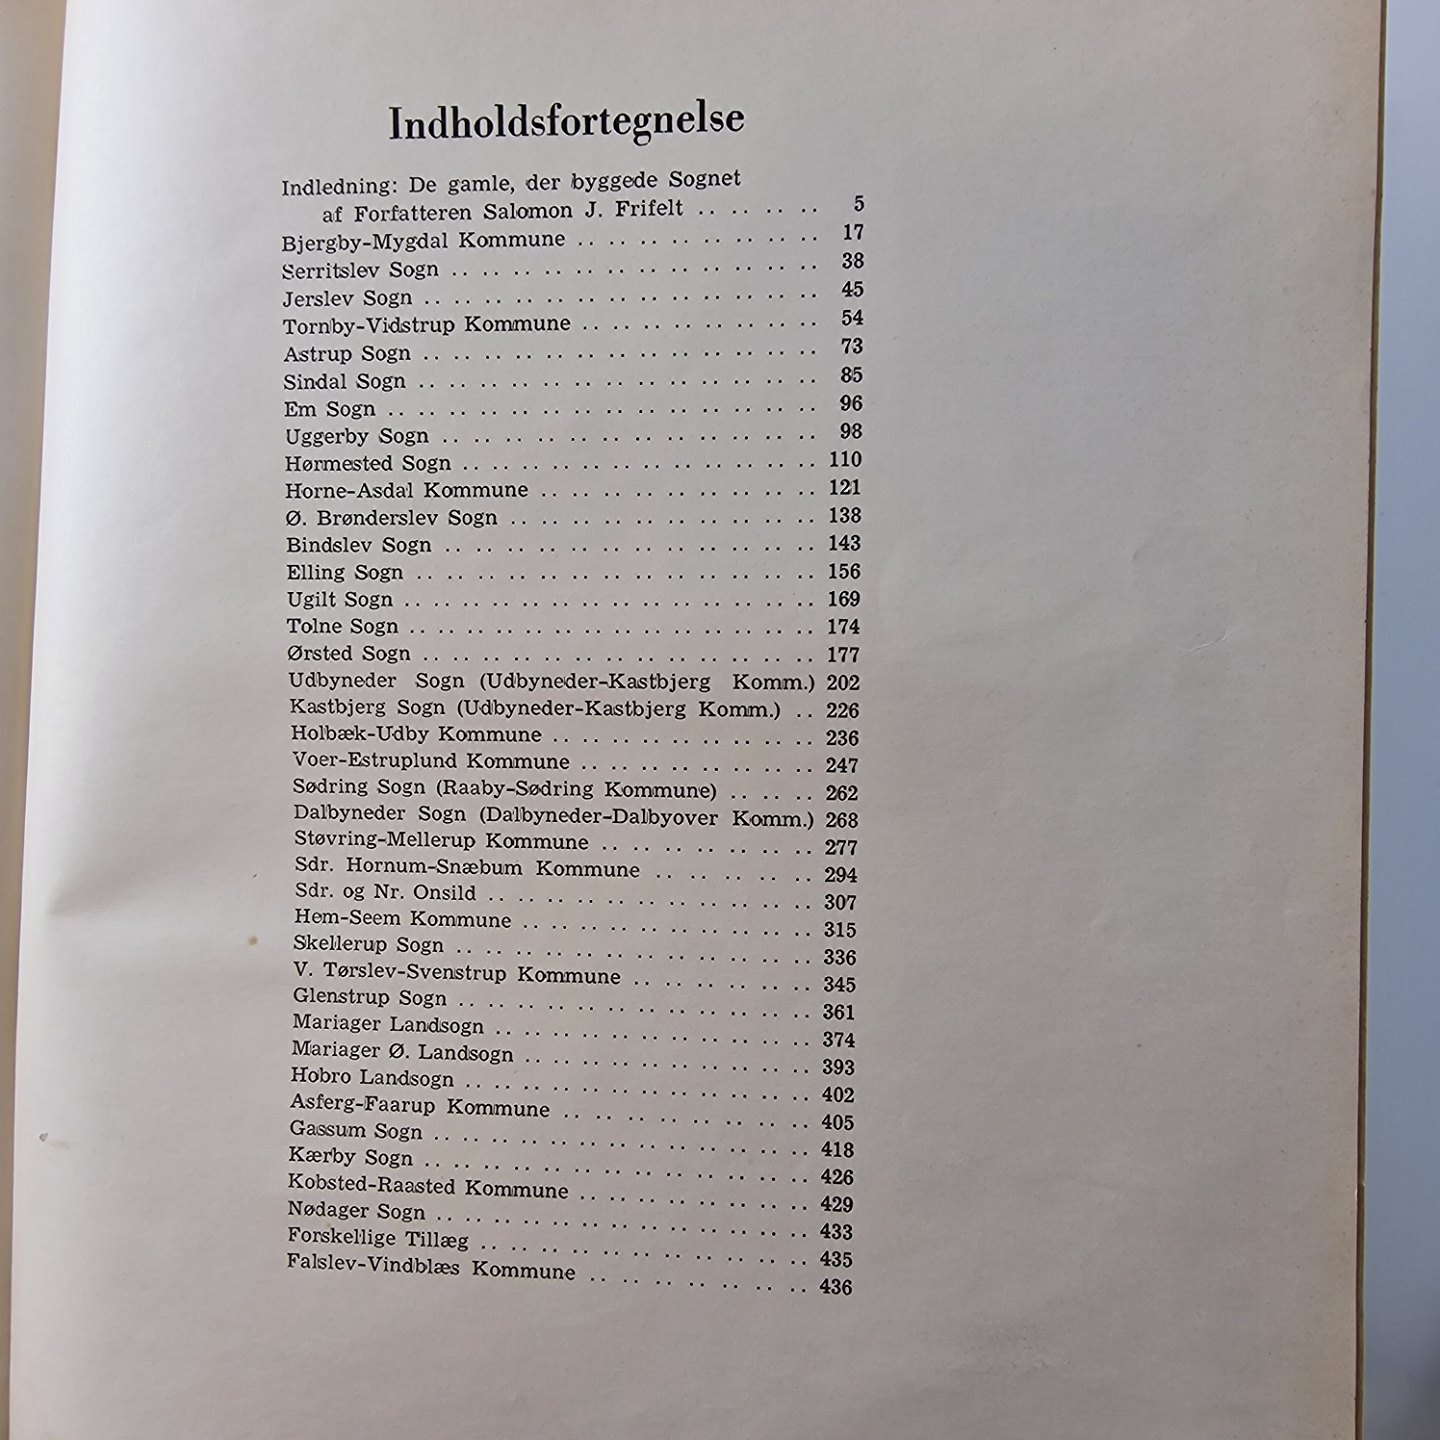 Indholdsfortegnelse
Indledning: De gamle, der byggede Sognet
af Forfatteren Salomon J. Frifelt .. .. .. .. 5
Bjergby-Mygdal Kommune .. .. .. .. .. .. .. .. 17
Serritslev Sogn .. .. .. .. .. .. .. .. .. .. .. .. 38
Jerslev Sogn .. .. .. .. .. .. .. .. .. .. .. .. .. 45
Tornby-Vidstrup Kommune .. .. .. .. .. .. .. .. 54
Astrup Sogn .. .. .. .. .. .. .. .. .. .. .. .. .. 73
Sindal Sogn .. .. .. .. .. .. .. .. .. .. .. .. .. 85
Em Sogn .. .. .. .. .. .. .. .. .. .. .. .. .. .. 96
Uggerby Sogn .. .. .. .. .. .. .. .. .. .. .. .. 98
Hørmested Sogn .. .. .. .. .. .. .. .. .. .. .. .. 110
Horne-Asdal Kommune .. .. .. .. .. .. .. .. .. 121
Ø. Brønderslev Sogn .. .. .. .. .. .. .. .. .. .. 138
Bindslev Sogn .. .. .. .. .. .. .. .. .. .. .. .. 143
Elling Sogn .. .. .. .. .. .. .. .. .. .. .. .. .. 156
Ugilt Sogn .. .. .. .. .. .. .. .. .. .. .. .. .. .. 169
Tolne Sogn .. .. .. .. .. .. .. .. .. .. .. .. .. 174
Ørsted Sogn .. .. .. .. .. .. .. .. .. .. .. .. .. 177
Udbyneder Sogn (Udbyneder-Kastbjerg Komm.) 202
Kastbjerg Sogn (Udbyneder-Kastbjerg Komm.) .. 226
Holbæk-Udby Kommune .. .. .. .. .. .. .. .. .. 236
Voer-Estruplund Kommune .. .. .. .. .. .. .. .. 247
Sødring Sogn (Raaby-Sødring Kommune) .. .. .. 262
Dalbyneder Sogn (Dalbyneder-Dalbyover Komm.) 268
Støvring-Mellerup Kommune .. .. .. .. .. .. .. 277
Sdr. Hornum-Snæbum Kommune .. .. .. .. .. .. 294
Sdr. og Nr. Onsild .. .. .. .. .. .. .. .. .. .. .. 307
Hem-Seem Kommune .. .. .. .. .. .. .. .. .. .. 315
Skellerup Sogn .. .. .. .. .. .. .. .. .. .. .. .. 336
V. Tørslev-Svenstrup Kommune .. .. .. .. .. .. 345
Glenstrup Sogn .. .. .. .. .. .. .. .. .. .. .. .. 361
Mariager Landsogn .. .. .. .. .. .. .. .. .. .. .. 374
Mariager Ø. Landsogn .. .. .. .. .. .. .. .. .. .. 393
Hobro Landsogn .. .. .. .. .. .. .. .. .. .. .. .. 402
Asferg-Faarup Kommune .. .. .. .. .. .. .. .. .. 405
Gassum Sogn .. .. .. .. .. .. .. .. .. .. .. .. .. 418
Kærby Sogn .. .. .. .. .. .. .. .. .. .. .. .. .. 426
Kobsted-Raasted Kommune .. .. .. .. .. .. .. .. 429
Nødager Sogn .. .. .. .. .. .. .. .. .. .. .. .. .. 433
Forskellige Tillæg .. .. .. .. .. .. .. .. .. .. .. 435
Falslev-Vindblæs Kommune .. .. .. .. .. .. .. 436